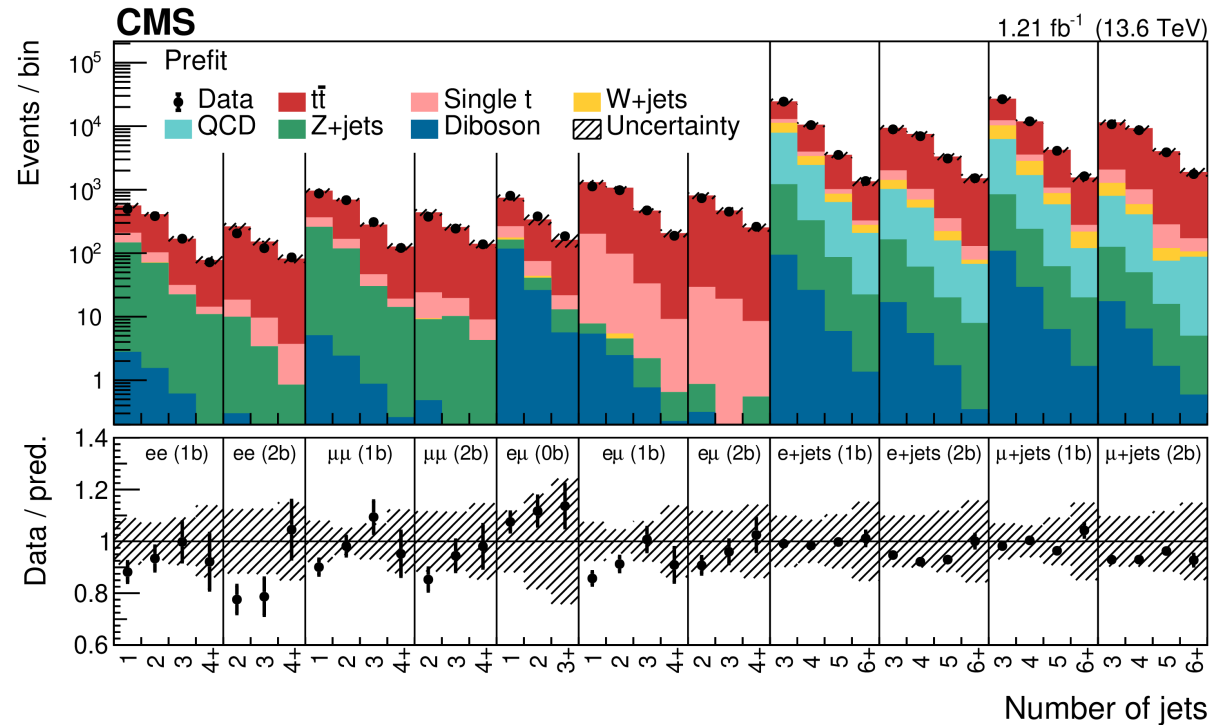 CMS 1.21 fb⁻¹ (13.6 TeV)
Events / bin
10⁵
10⁴
10³
10²
10
1
Prefit
Data tt̄ Single t W+jets
QCD Z+jets Diboson Uncertainty
Data / pred.
1.4
1.2
1
0.8
0.6
ee (1b) ee (2b) μμ (1b) μμ (2b) eμ (0b) eμ (1b) eμ (2b) e+jets (1b) e+jets (2b) μ+jets (1b) μ+jets (2b)
1 2 3 4+ 2 3 4+ 1 2 3 4+ 2 3 4+ 1 2 3+ 1 2 3 4+ 2 3 4+ 3 4 5 6+ 3 4 5 6+ 3 4 5 6+ 3 4 5 6+
Number of jets